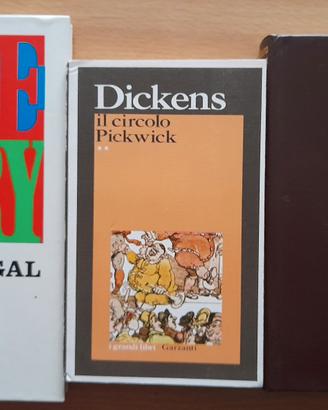 E
Y
GAL
Dickens
il circolo
Pickwick
**
i grandi libri Garzanti